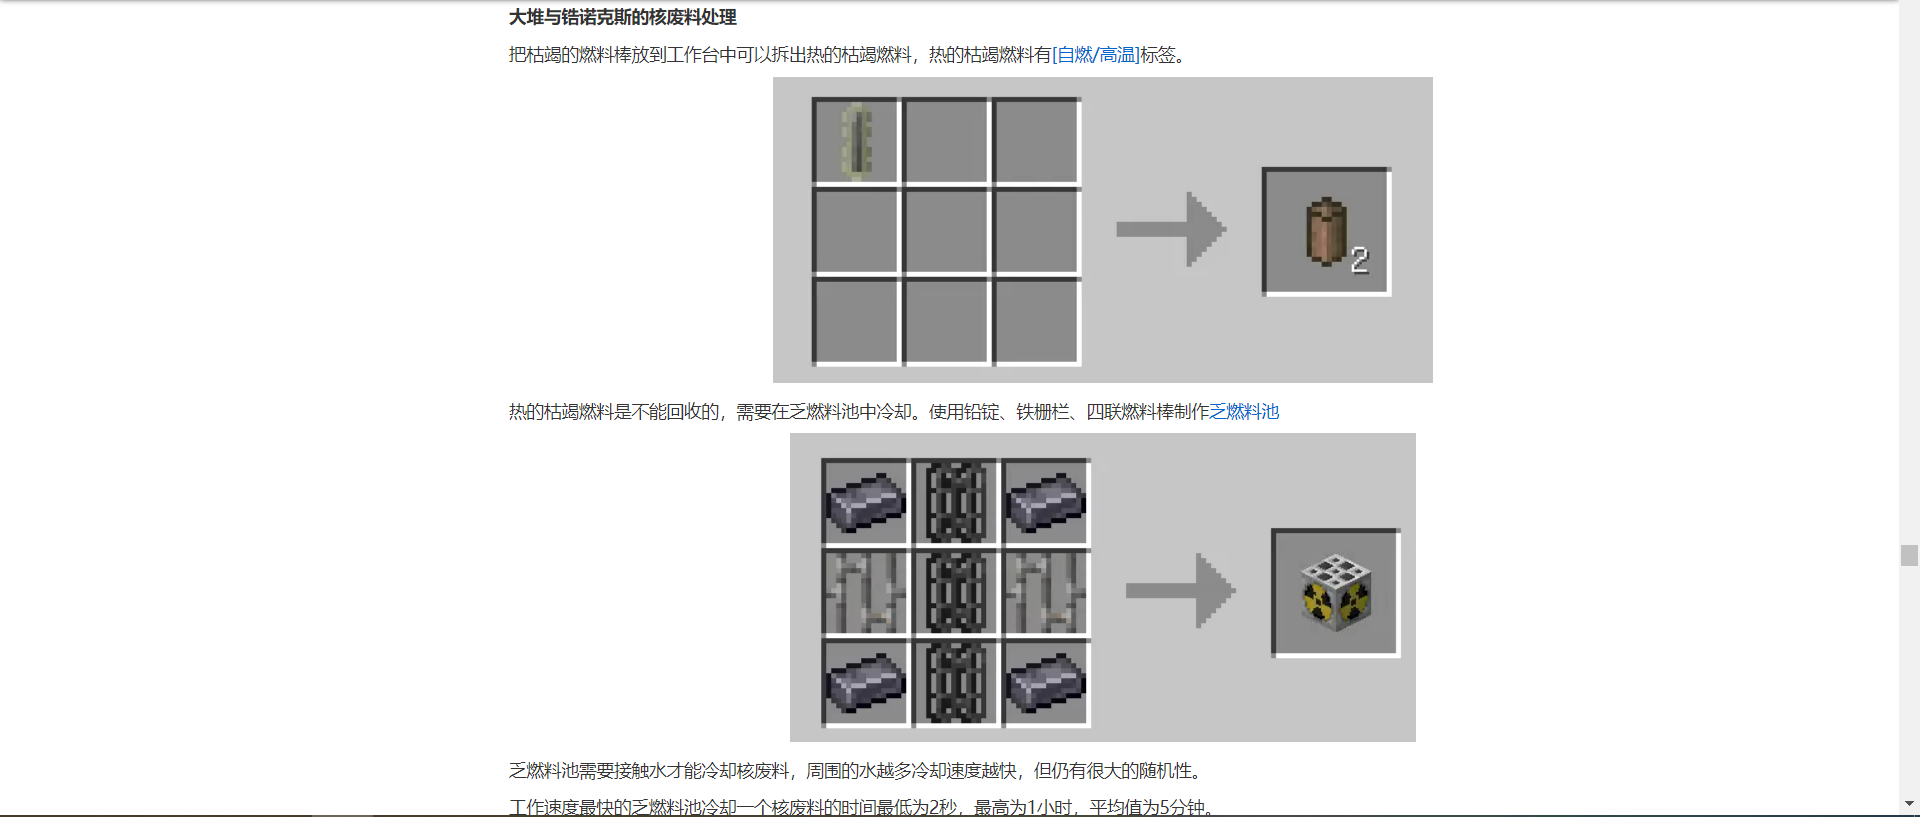 大堆与锆诺克斯的核废料处理
把枯竭的燃料棒放到工作台中可以拆出热的枯竭燃料，热的枯竭燃料有[自燃/高温]标签。
2
热的枯竭燃料是不能回收的，需要在乏燃料池中冷却。使用铅锭、铁栅栏、四联燃料棒制作乏燃料池
乏燃料池需要接触水才能冷却核废料，周围的水越多冷却速度越快，但仍有很大的随机性。
工作速度最快的乏燃料池冷却一个核废料的时间最低为2秒，最高为1小时，平均值为5分钟。